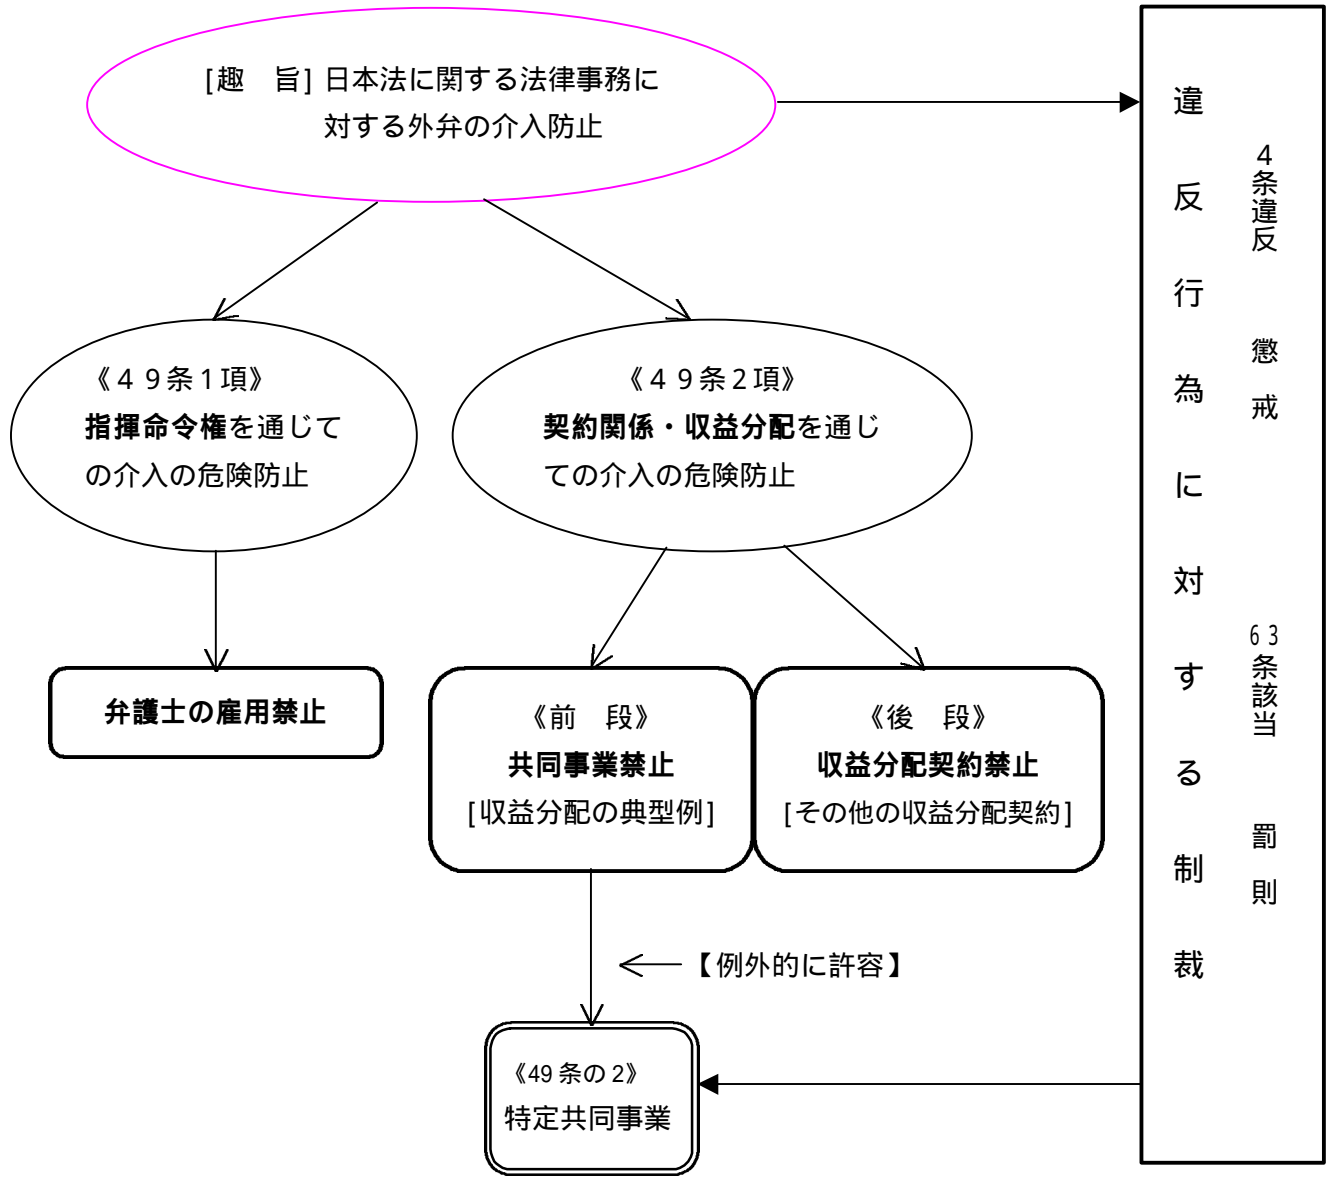 [趣　旨] 日本法に関する法律事務に
対する外弁の介入防止
《４９条1項》
指揮命令権を通じて
の介入の危険防止
《４９条2項》
契約関係・収益分配を通じ
ての介入の危険防止
弁護士の雇用禁止
《前　段》
共同事業禁止
[収益分配の典型例]
《後　段》
収益分配契約禁止
[その他の収益分配契約]
【例外的に許容】
《49 条の 2》
特定共同事業
違反行為に対する制裁
４条違反　懲戒
63条該当　罰則